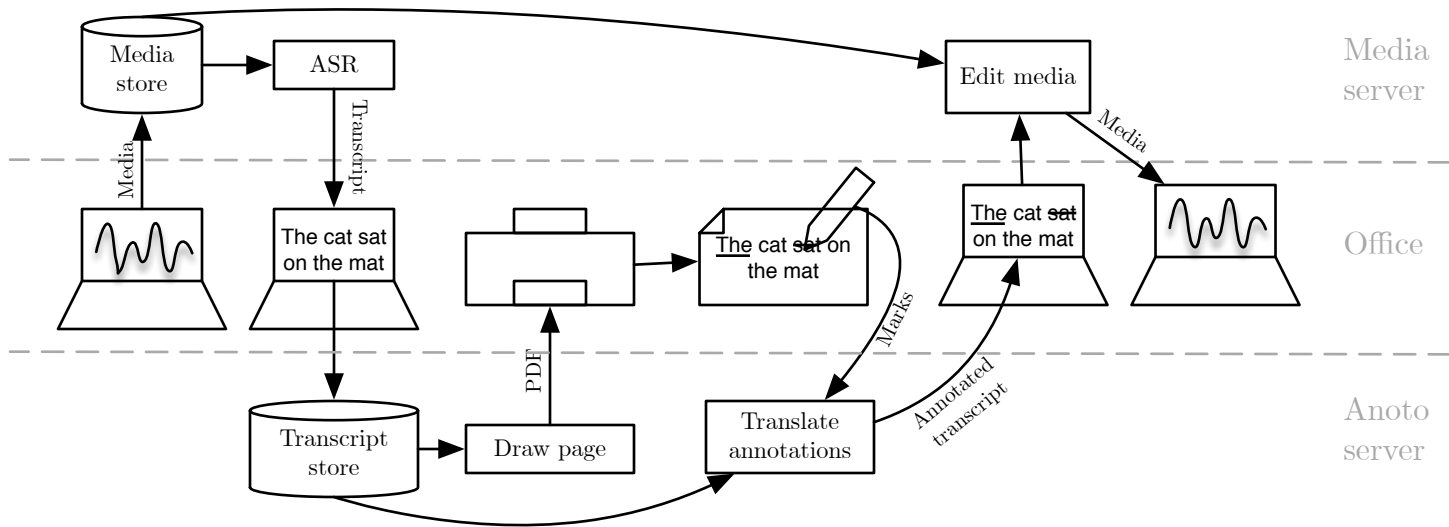 Media
store
ASR
Edit media
Media
server
Media
Transcript
Media
The cat sat
on the mat
The cat sat on
the mat
The cat sat
on the mat
Office
Marks
PDF
Annotated
transcript
Transcript
store
Draw page
Translate
annotations
Anoto
server